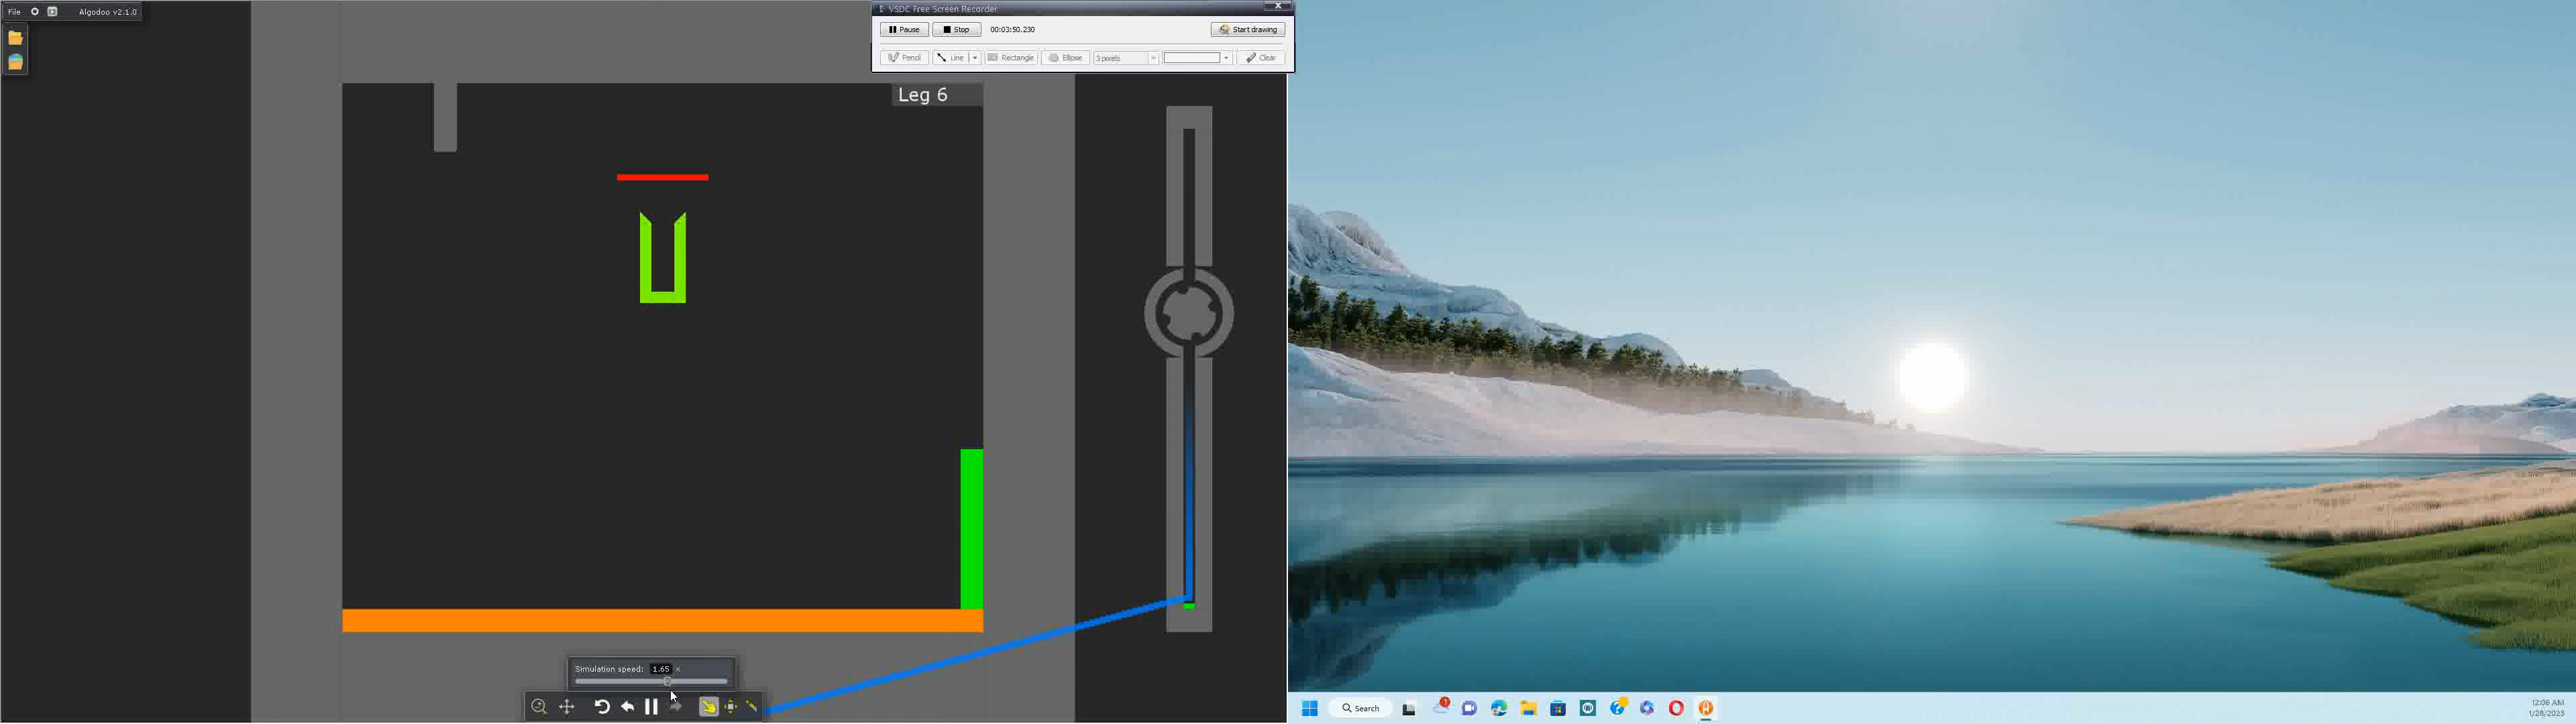 File Algodoo v2.1.0
VSDC Free Screen Recorder
Pause Stop 00:03:50.230 Start drawing
Pencil Line Rectangle Ellipse 3 pixels Clear
Leg 6
Simulation speed: 1.65 x
Search
1
12:06 AM
1/28/2023